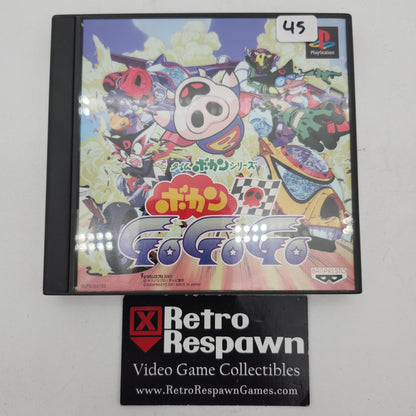 45
PlayStation
タイムボカンシリーズ
ボカン
GoGoGo
BANPRESTO
Retro
Respawn
Video Game Collectibles
www.RetroRespawnGames.com